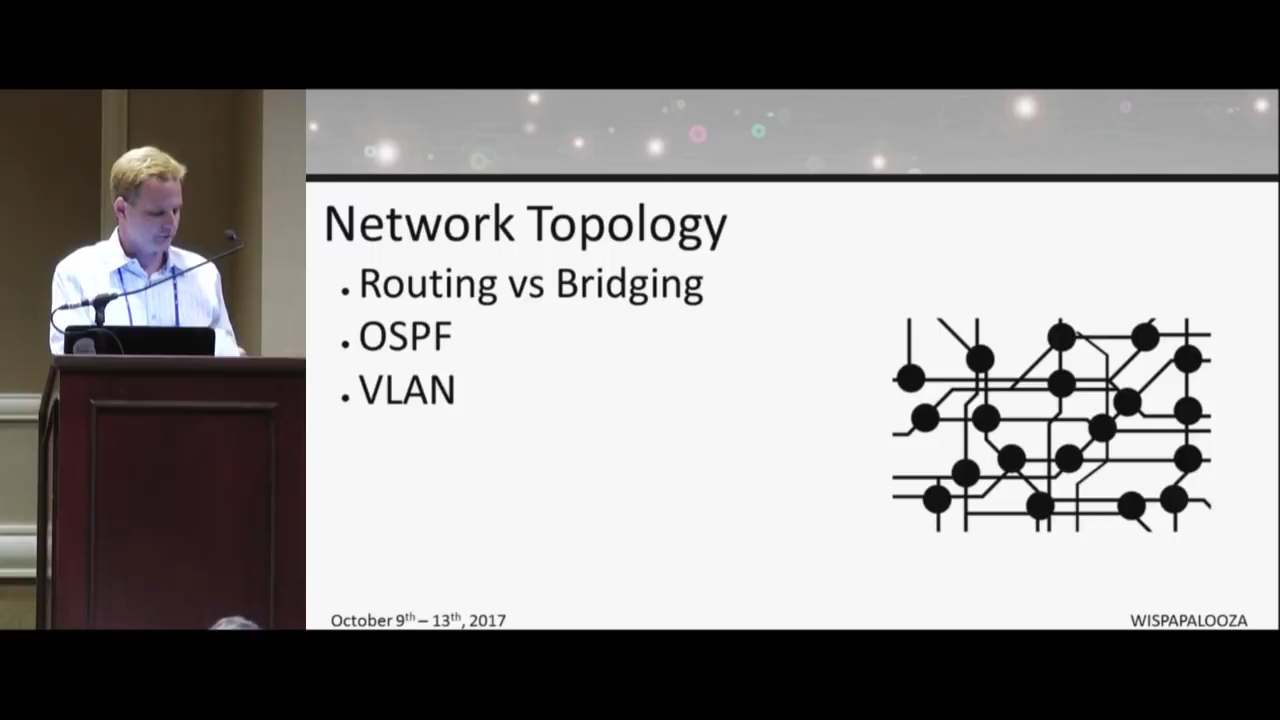 Network Topology
• Routing vs Bridging
• OSPF
• VLAN
October 9th – 13th, 2017
WISPAPALOOZA